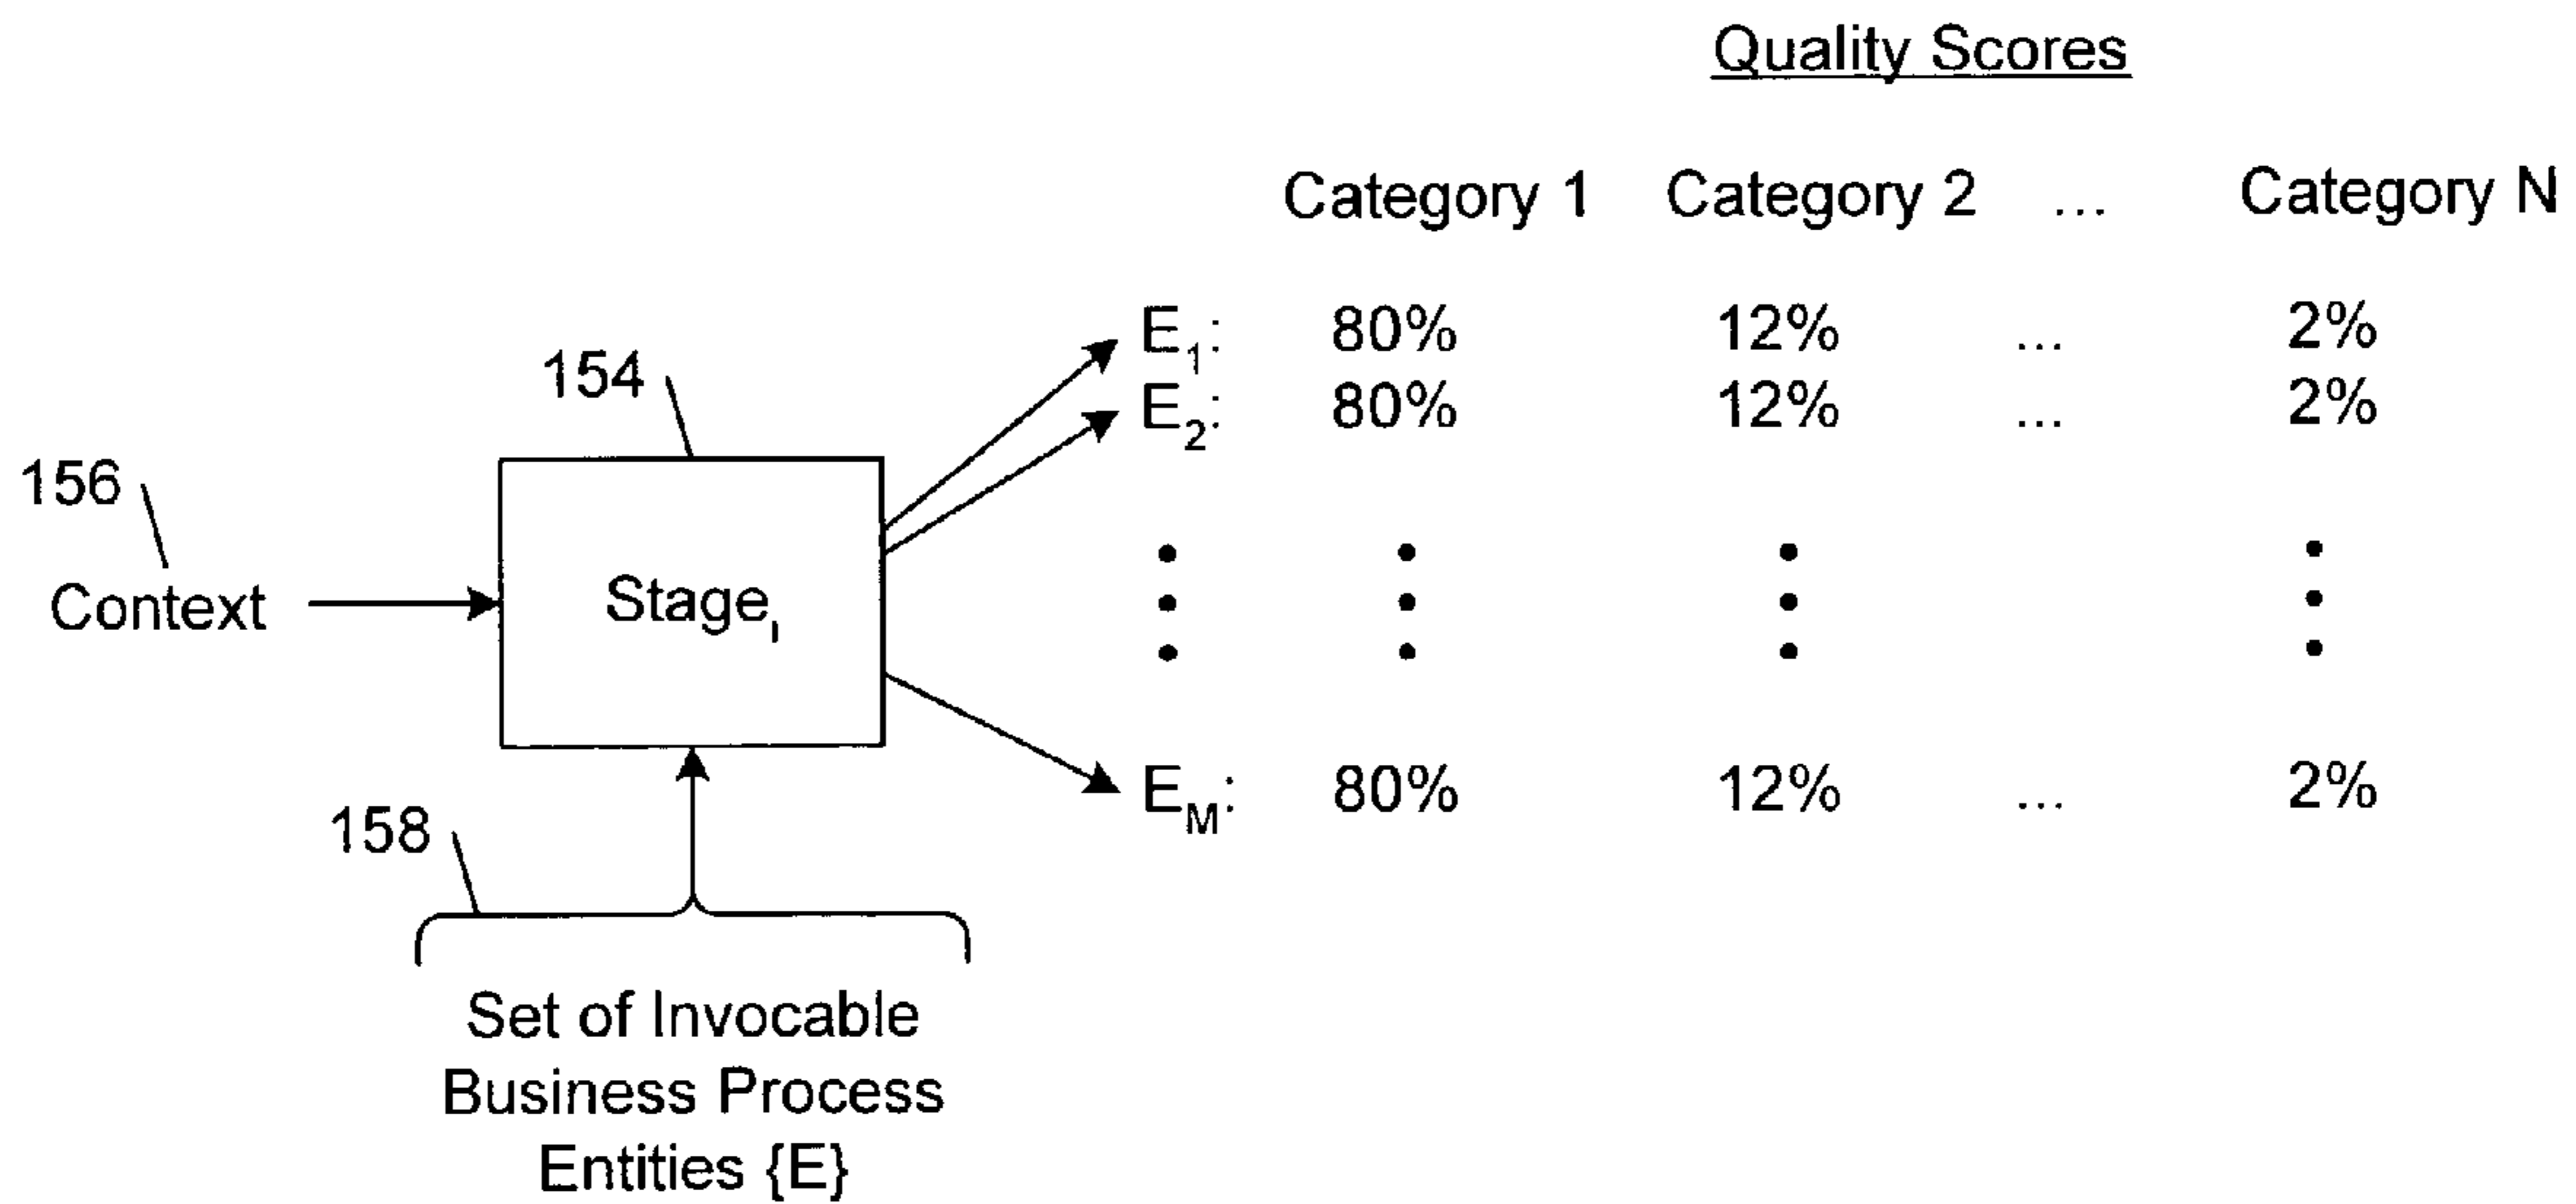 Quality Scores
Category 1 Category 2 ... Category N
E1: 80% 12% ... 2%
E2: 80% 12% ... 2%
154
156
Context
StageI
EM: 80% 12% ... 2%
158
Set of Invocable
Business Process
Entities {E}